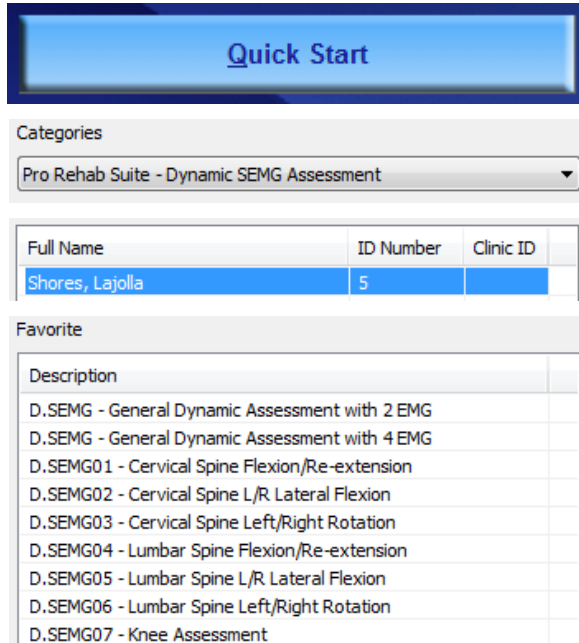 Quick Start
Categories
Pro Rehab Suite - Dynamic SEMG Assessment
Full Name ID Number Clinic ID
Shores, Lajolla 5
Favorite
Description
D.SEMG - General Dynamic Assessment with 2 EMG
D.SEMG - General Dynamic Assessment with 4 EMG
D.SEMG01 - Cervical Spine Flexion/Re-extension
D.SEMG02 - Cervical Spine L/R Lateral Flexion
D.SEMG03 - Cervical Spine Left/Right Rotation
D.SEMG04 - Lumbar Spine Flexion/Re-extension
D.SEMG05 - Lumbar Spine L/R Lateral Flexion
D.SEMG06 - Lumbar Spine Left/Right Rotation
D.SEMG07 - Knee Assessment